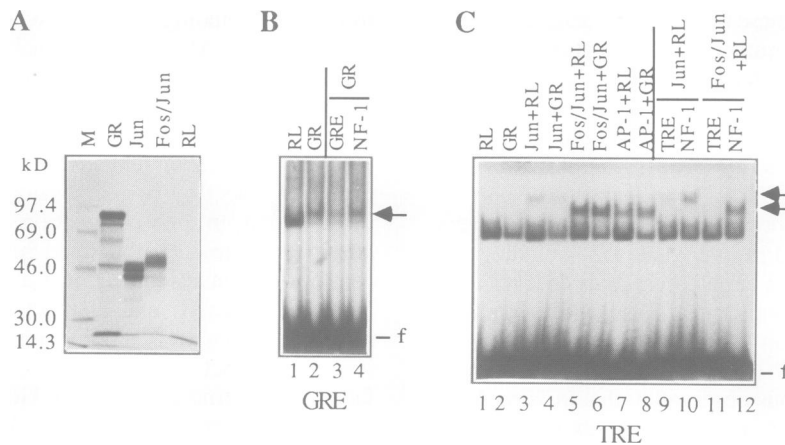 A
B
C
kD
M
GR
Jun
Fos/Jun
RL
97.4
69.0
46.0
30.0
14.3
GR
RL
GR
GRE
NF-1
f
1 2 3 4
GRE
Jun+RL
Fos/Jun
+RL
RL
GR
Jun+RL
Jun+GR
Fos/Jun+RL
Fos/Jun+GR
AP-1+RL
AP-1+GR
TRE
NF-1
TRE
NF-1
f
1 2 3 4 5 6 7 8 9 10 11 12
TRE